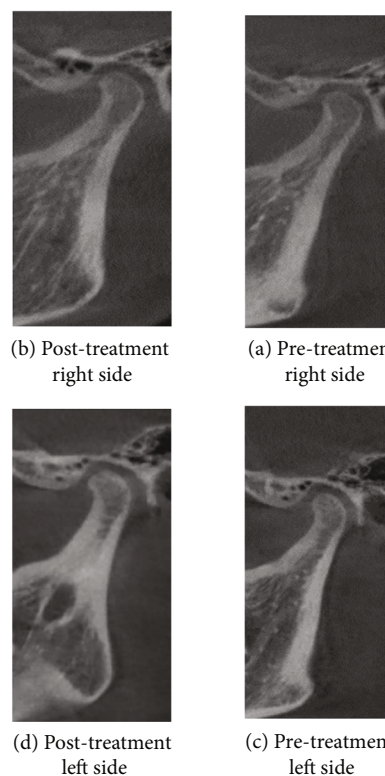 (b) Post-treatment
right side
(a) Pre-treatmen
right side
(d) Post-treatment
left side
(c) Pre-treatmen
left side